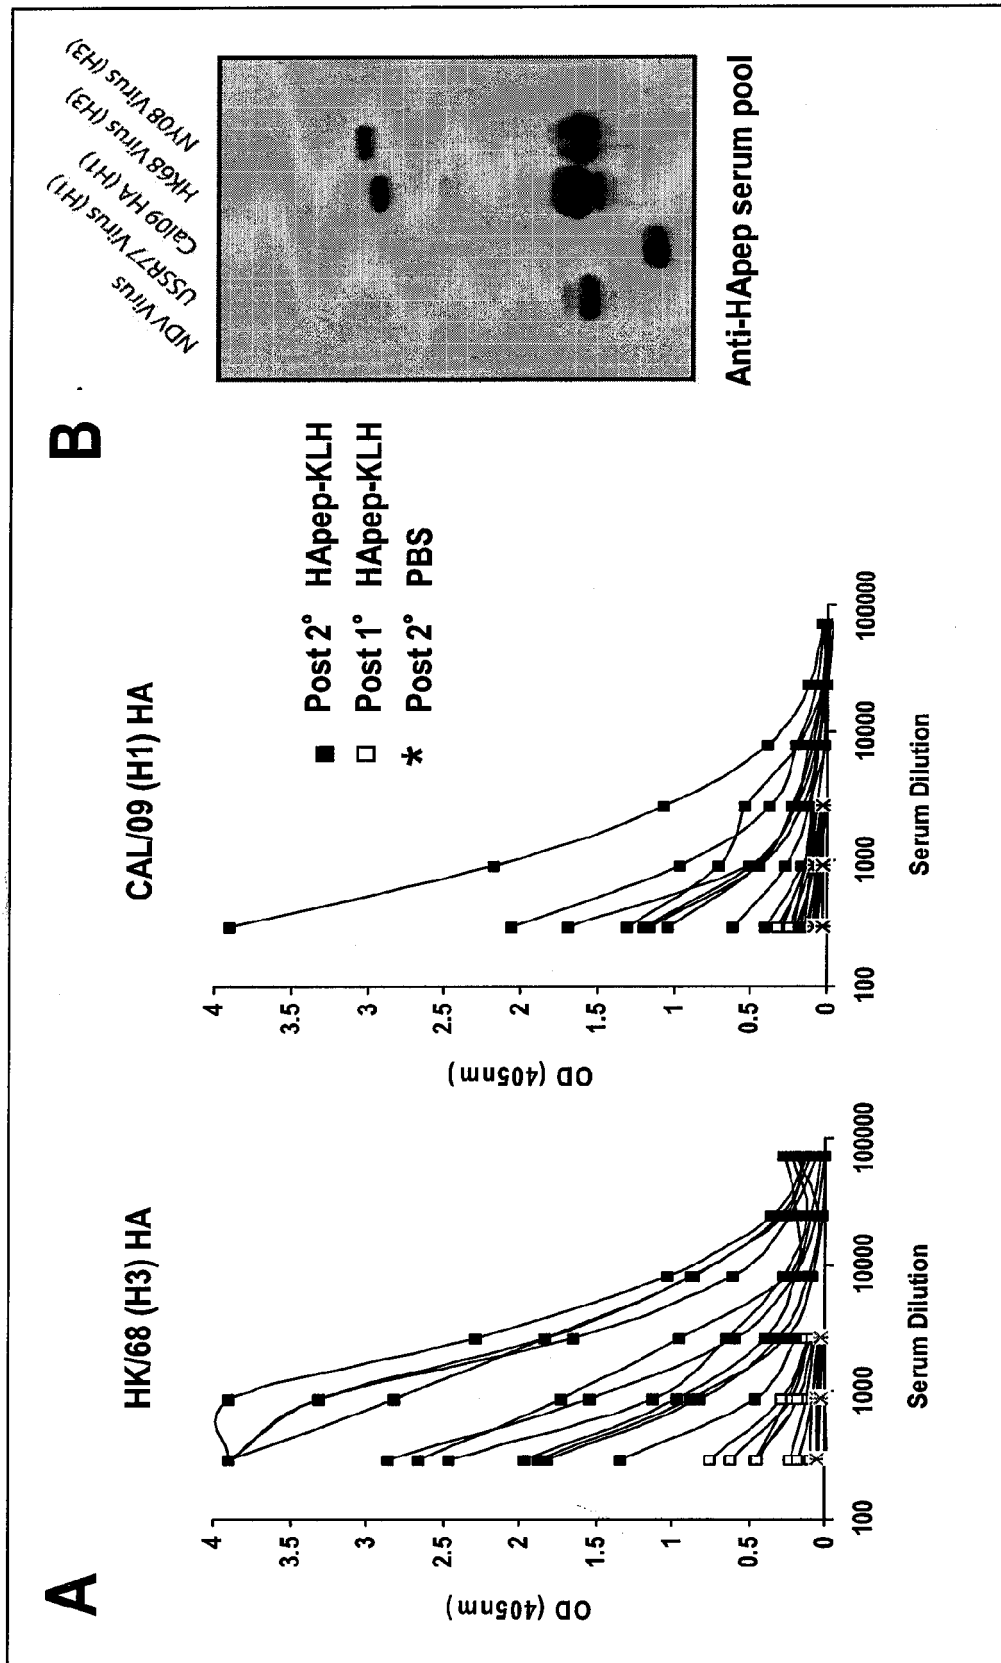 A
HK/68 (H3) HA
OD (405nm)
4
3.5
3
2.5
2
1.5
1
0.5
0
100
1000
10000
100000
Serum Dilution
CAL/09 (H1) HA
OD (405nm)
4
3.5
3
2.5
2
1.5
1
0.5
0
100
1000
10000
100000
Serum Dilution
■ Post 2° HApep-KLH
□ Post 1° HApep-KLH
* Post 2° PBS
B
NDV Virus
USSR77 Virus (H1)
Cal09 HA (H1)
HK68 Virus (H3)
NY08 Virus (H3)
Anti-HApep serum pool